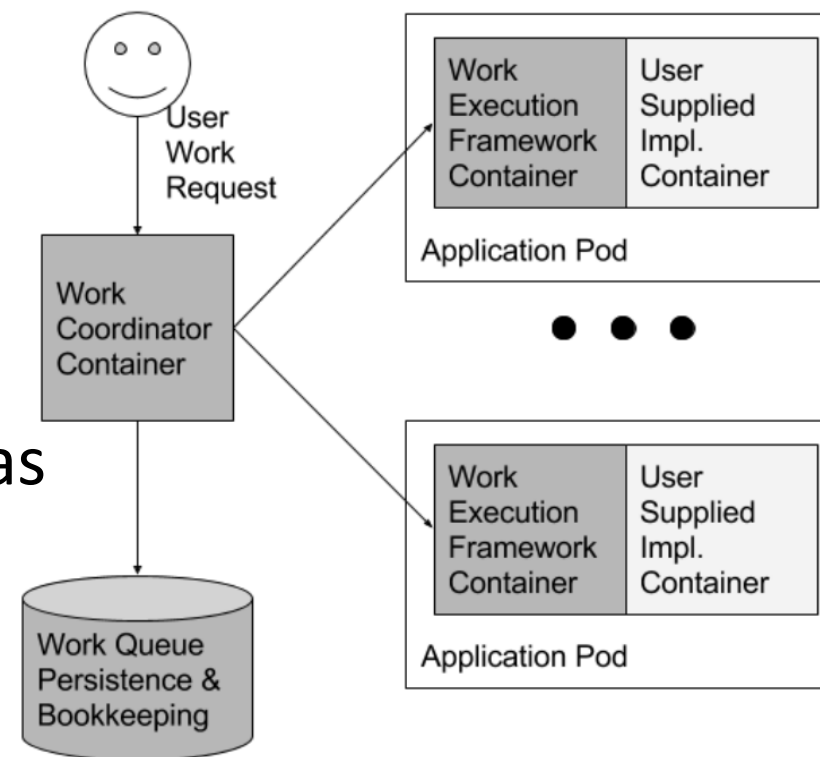 User
Work
Request
Work
Coordinator
Container
as
Work Queue
Persistence &
Bookkeeping
Work
Execution
Framework
Container
User
Supplied
Impl.
Container
Application Pod
Work
Execution
Framework
Container
User
Supplied
Impl.
Container
Application Pod